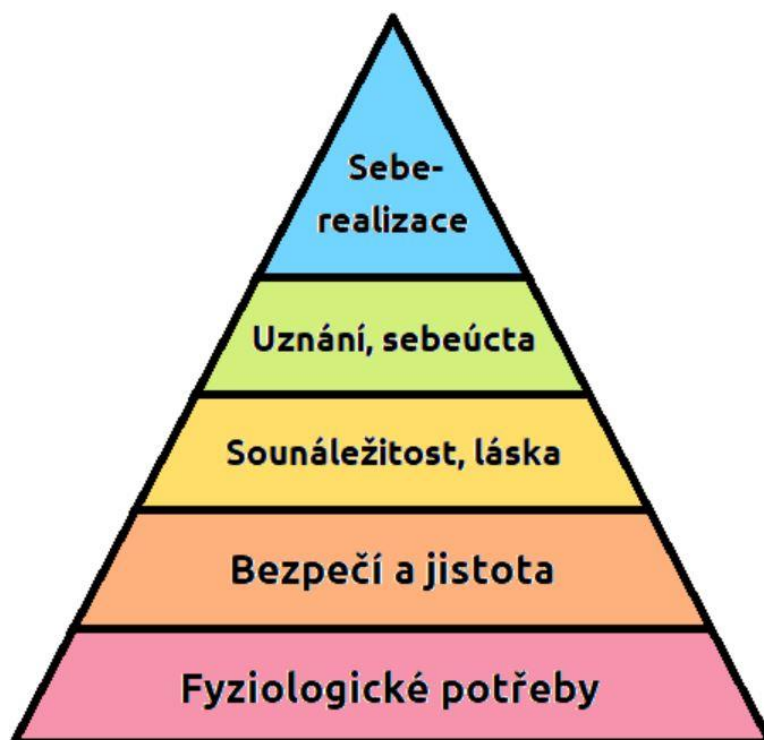 Sebe-
realizace
Uznání, sebeúcta
Sounáležitost, láska
Bezpečí a jistota
Fyziologické potřeby